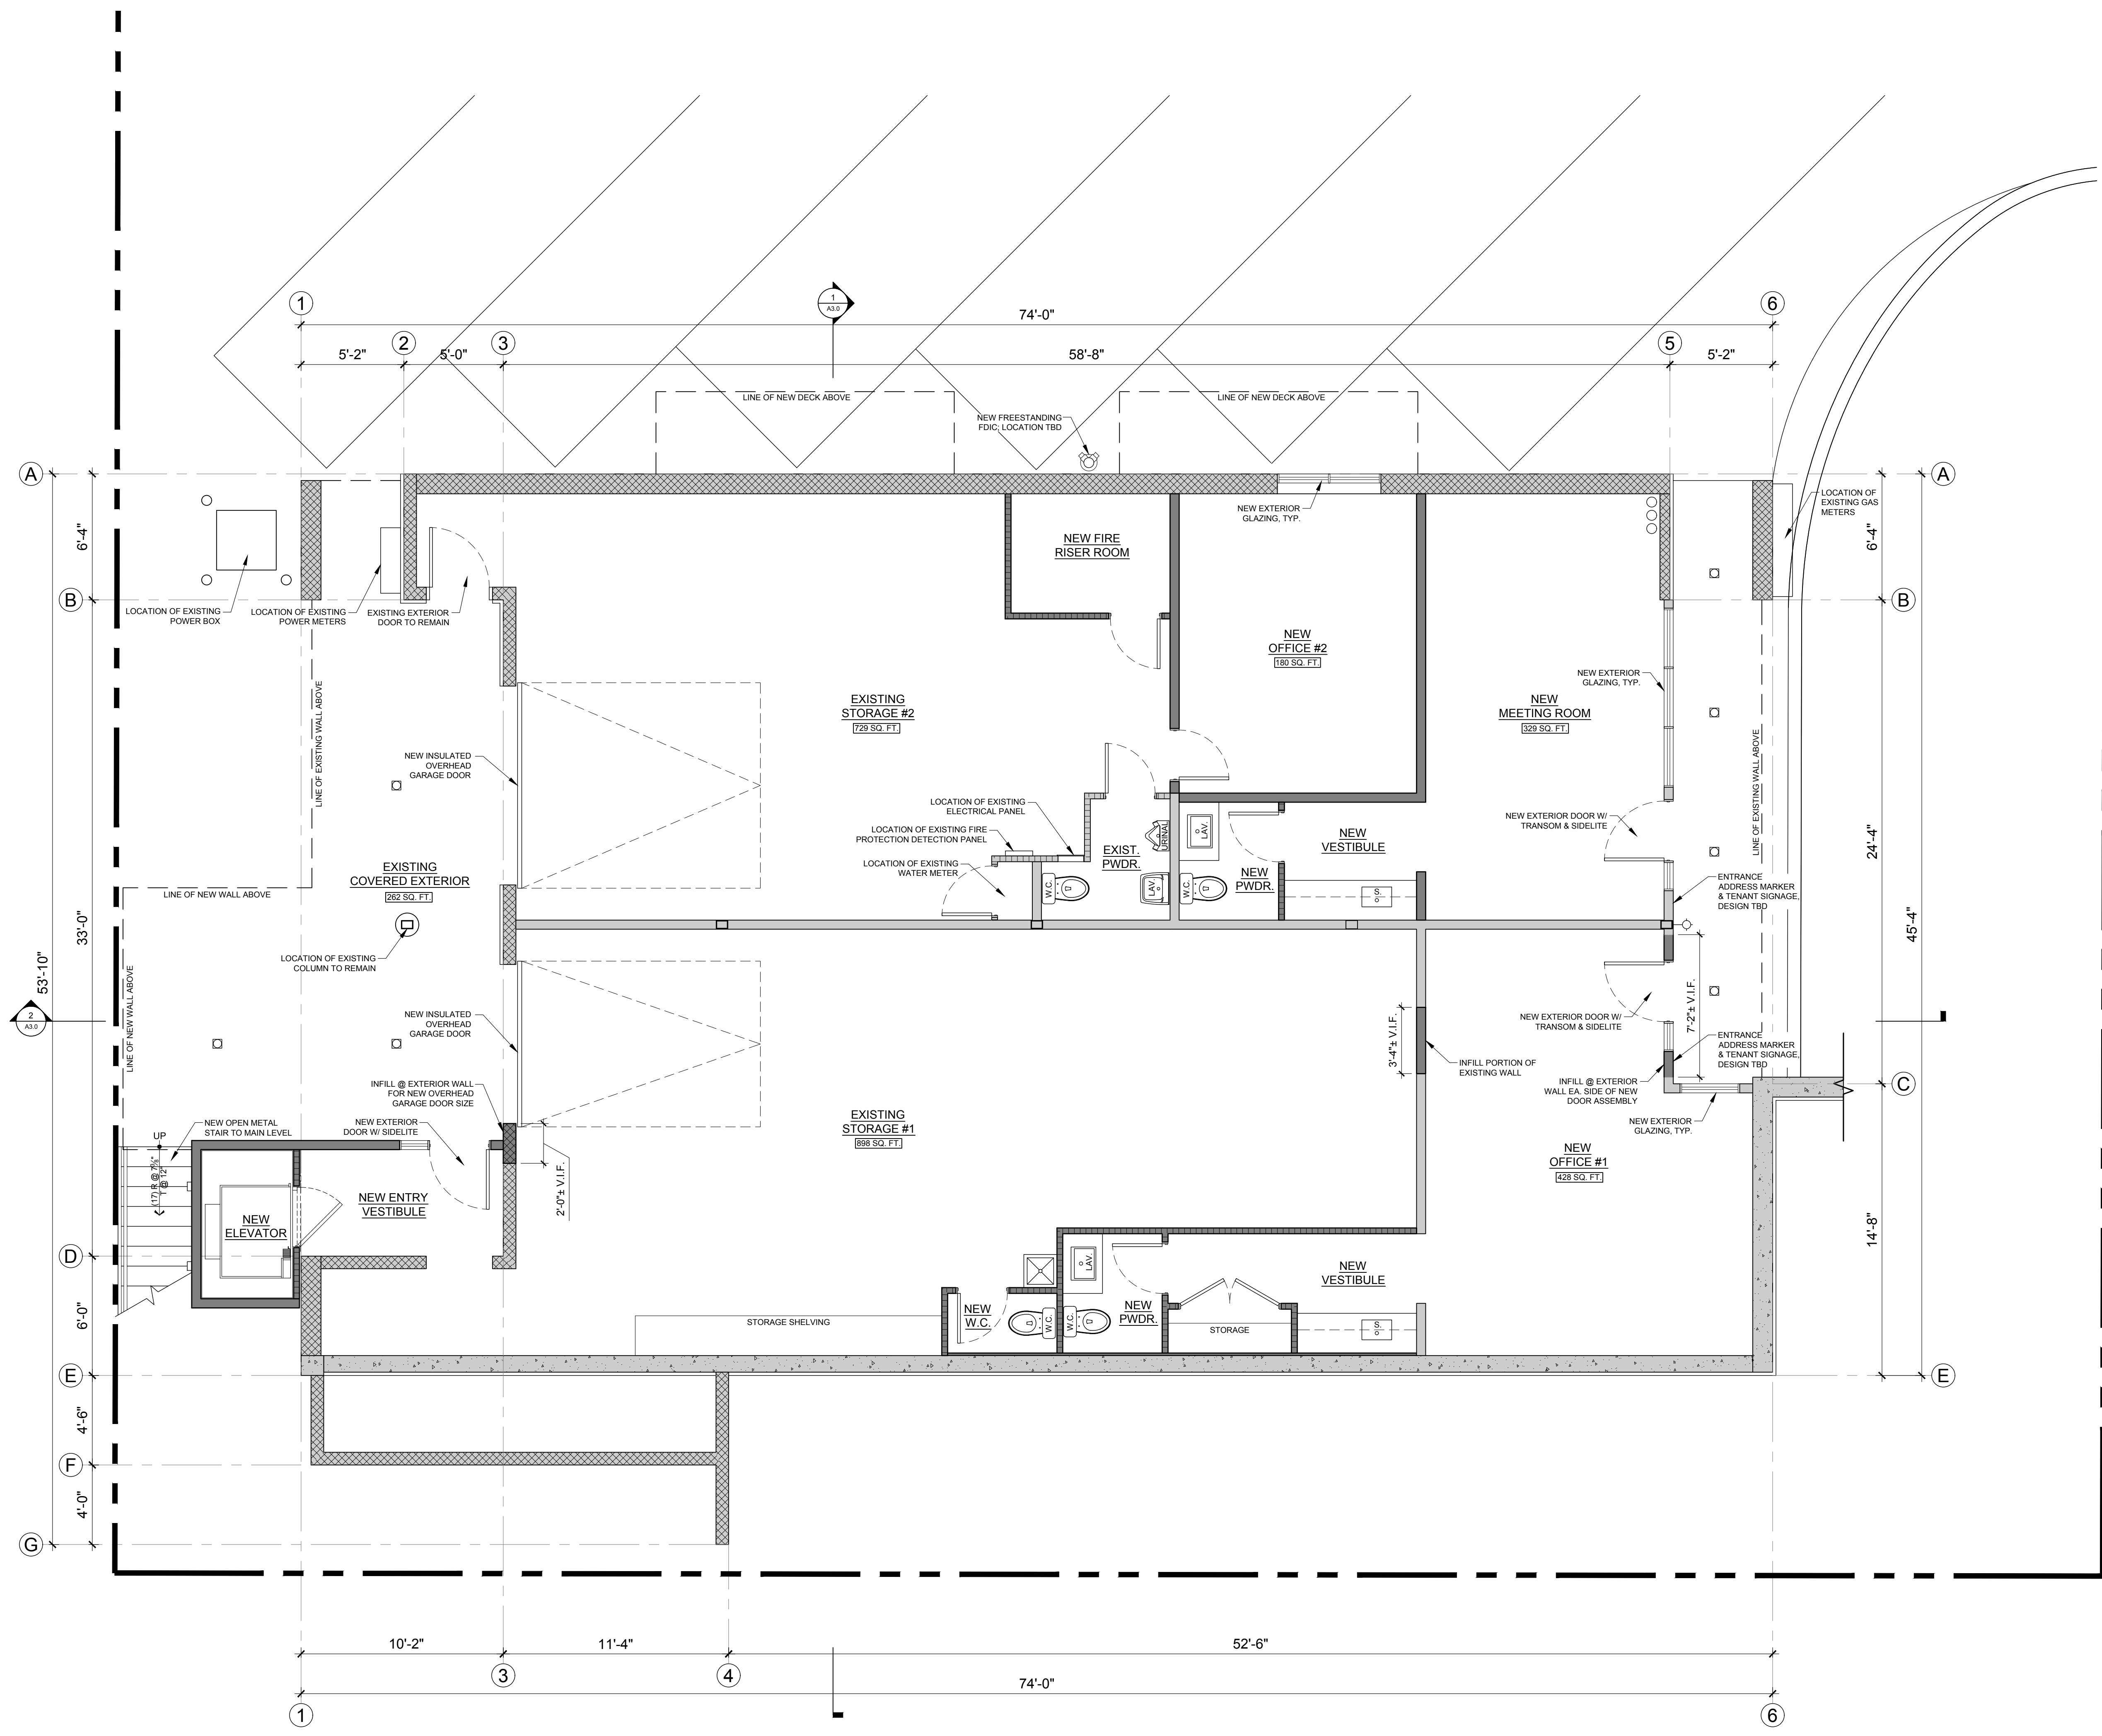 1
6
1
A3.0
74'-0"
2
3
5
5'-2"
5'-0"
58'-8"
5'-2"
LINE OF NEW DECK ABOVE
LINE OF NEW DECK ABOVE
NEW FREESTANDING
FDIC; LOCATION TBD
A
A
NEW EXTERIOR
GLAZING, TYP.
LOCATION OF
EXISTING GAS
METERS
6'-4"
6'-4"
NEW FIRE
RISER ROOM
B
B
LOCATION OF EXISTING
POWER BOX
LOCATION OF EXISTING
POWER METERS
EXISTING EXTERIOR
DOOR TO REMAIN
NEW
OFFICE #2
180 SQ. FT.
NEW EXTERIOR
GLAZING, TYP.
EXISTING
STORAGE #2
729 SQ. FT.
NEW
MEETING ROOM
329 SQ. FT.
LINE OF EXISTING WALL ABOVE
LINE OF EXISTING WALL ABOVE
NEW INSULATED
OVERHEAD
GARAGE DOOR
LOCATION OF EXISTING
ELECTRICAL PANEL
LOCATION OF EXISTING FIRE
PROTECTION DETECTION PANEL
LOCATION OF EXISTING
WATER METER
EXIST.
PWDR.
URINAL
LAV.
W.C.
LAV.
W.C.
NEW
PWDR.
NEW
VESTIBULE
S.
NEW EXTERIOR DOOR W/
TRANSOM & SIDELITE
24'-4"
EXISTING
COVERED EXTERIOR
262 SQ. FT.
LINE OF NEW WALL ABOVE
ENTRANCE
ADDRESS MARKER
& TENANT SIGNAGE,
DESIGN TBD
33'-0"
45'-4"
53'-10"
LOCATION OF EXISTING
COLUMN TO REMAIN
LINE OF NEW WALL ABOVE
2
A3.0
NEW INSULATED
OVERHEAD
GARAGE DOOR
3'-4"± V.I.F.
7'-2"± V.I.F.
NEW EXTERIOR DOOR W/
TRANSOM & SIDELITE
ENTRANCE
ADDRESS MARKER
& TENANT SIGNAGE,
DESIGN TBD
INFILL PORTION OF
EXISTING WALL
INFILL @ EXTERIOR WALL
FOR NEW OVERHEAD
GARAGE DOOR SIZE
INFILL @ EXTERIOR
WALL EA. SIDE OF NEW
DOOR ASSEMBLY
C
NEW EXTERIOR
GLAZING, TYP.
NEW OPEN METAL
STAIR TO MAIN LEVEL
NEW EXTERIOR
DOOR W/ SIDELITE
EXISTING
STORAGE #1
898 SQ. FT.
UP
(17) R @ 7⅞"
T @ 12"
NEW
OFFICE #1
428 SQ. FT.
2'-0"± V.I.F.
NEW ENTRY
VESTIBULE
NEW
ELEVATOR
D
14'-8"
LAV.
NEW
VESTIBULE
6'-0"
NEW
W.C.
W.C.
W.C.
NEW
PWDR.
STORAGE SHELVING
STORAGE
S.
E
E
4'-6"
F
4'-0"
G
10'-2"
11'-4"
52'-6"
3
4
74'-0"
1
6